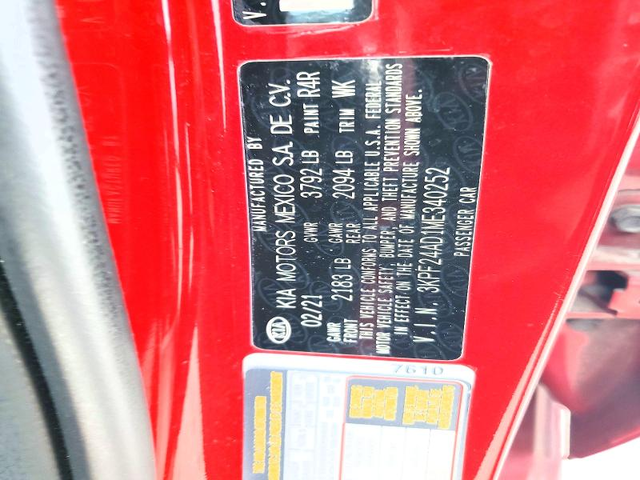 V.
MANUFACTURED BY
KIA KIA MOTORS MEXICO S.A. DE C.V.
02/21 GVWR 3792 LB PAINT R4R
GAWR FRONT 2183 LB GAWR REAR 2094 LB TRIM WK
THIS VEHICLE CONFORMS TO ALL APPLICABLE U.S.A. FEDERAL
MOTOR VEHICLE SAFETY, BUMPER, AND THEFT PREVENTION STANDARDS
IN EFFECT ON THE DATE OF MANUFACTURE SHOWN ABOVE.
V.I.N. 3KPF24AD1ME340252
PASSENGER CAR
7610